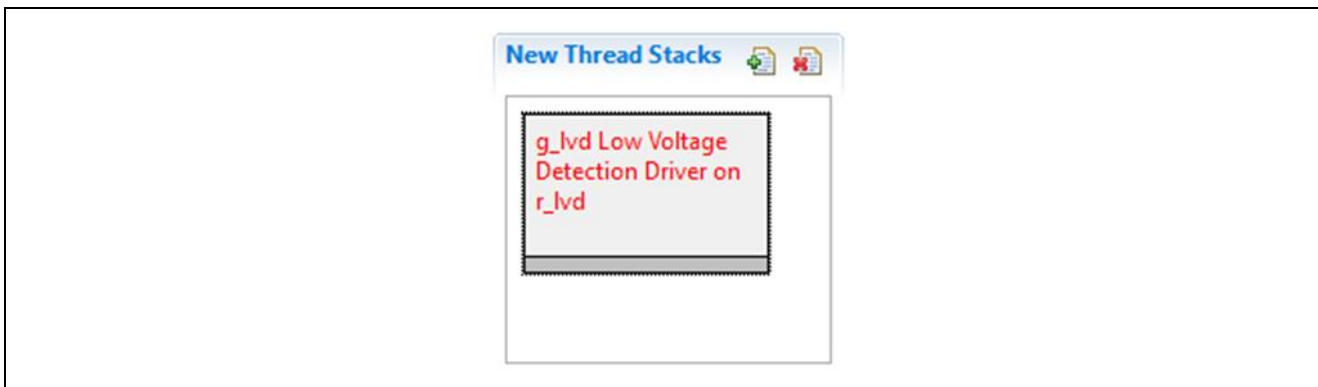 New Thread Stacks
g_lvd Low Voltage
Detection Driver on
r_lvd